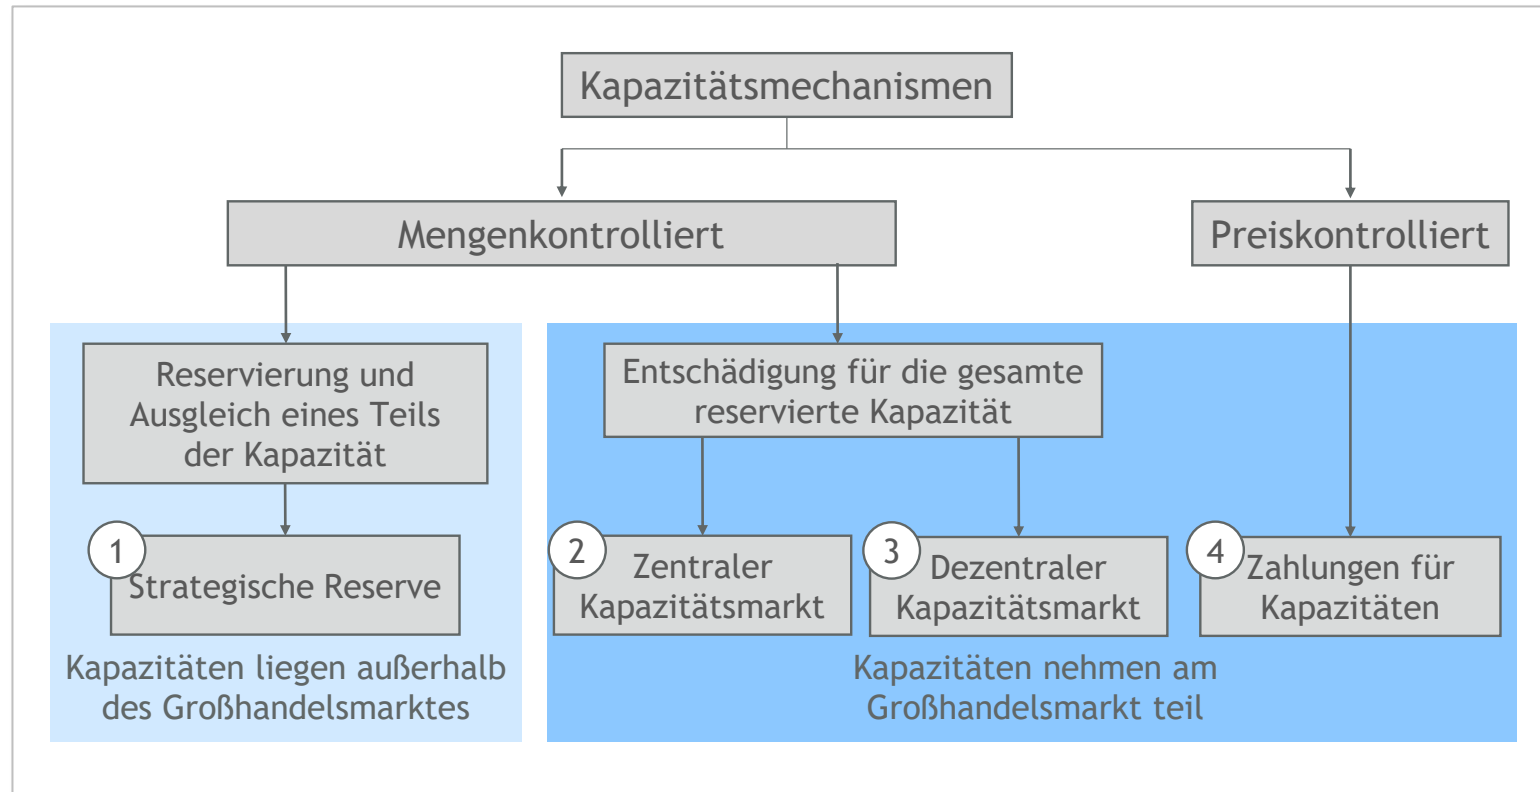 Kapazitätsmechanismen
Mengenkontrolliert
Preiskontrolliert
Reservierung und
Ausgleich eines Teils
der Kapazität
Entschädigung für die gesamte
reservierte Kapazität
1
Strategische Reserve
2
Zentraler
Kapazitätsmarkt
3
Dezentraler
Kapazitätsmarkt
4
Zahlungen für
Kapazitäten
Kapazitäten liegen außerhalb
des Großhandelsmarktes
Kapazitäten nehmen am
Großhandelsmarkt teil